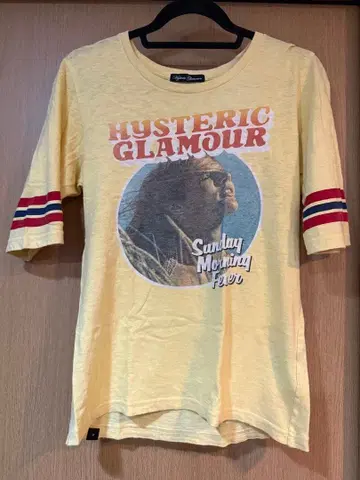 HYSTERIC
GLAMOUR
Sunday
Morning
Fever